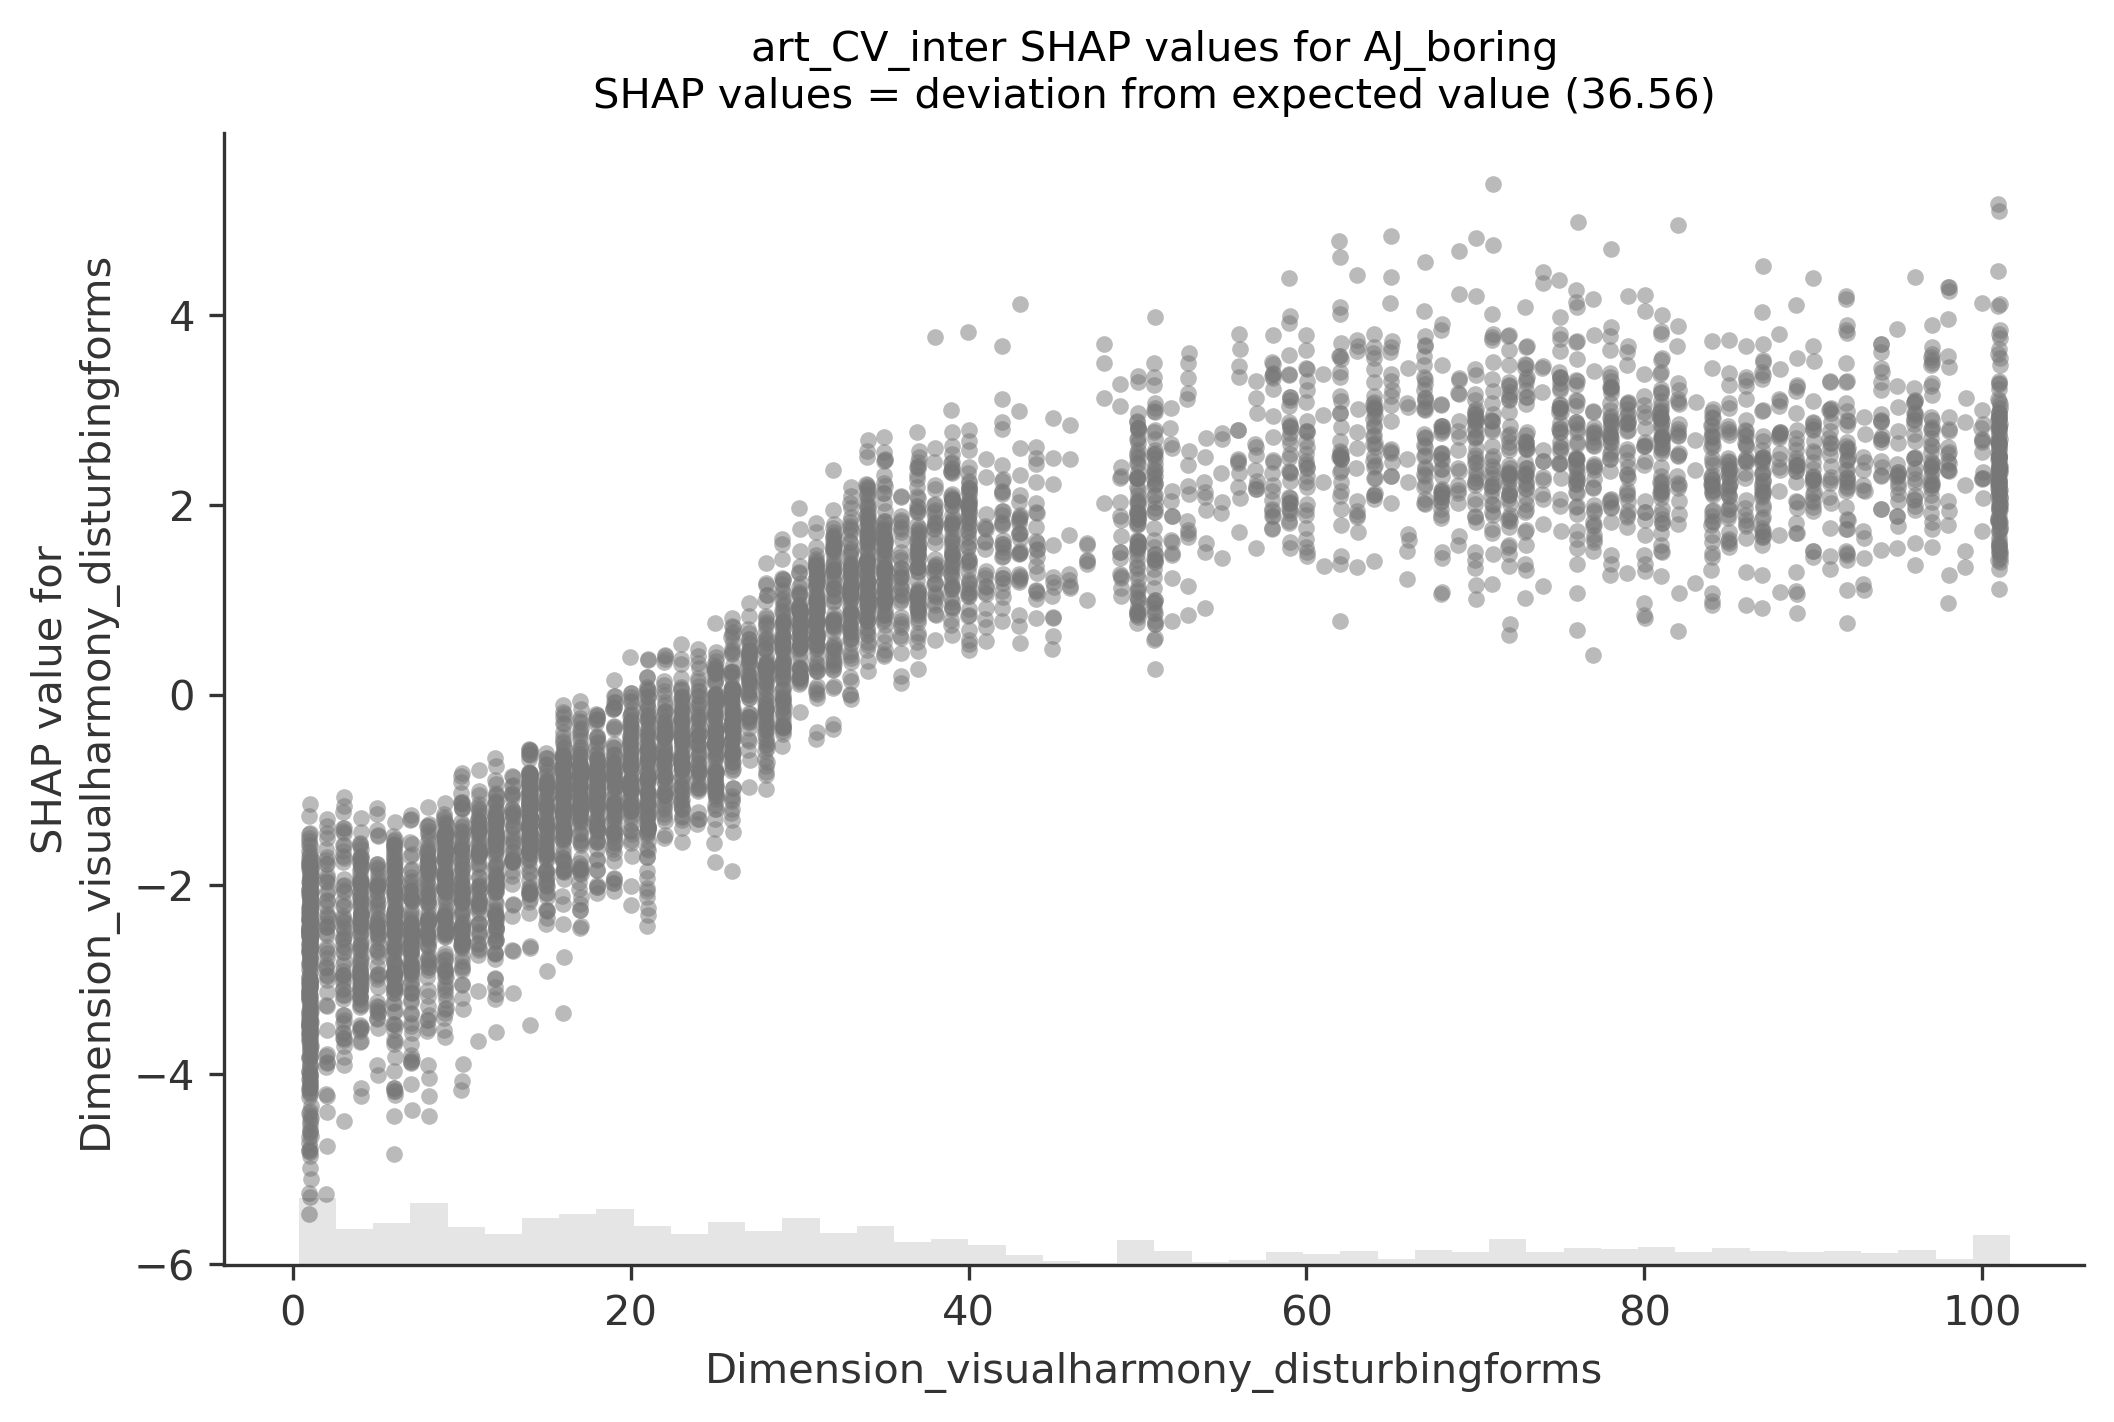 art_CV_inter SHAP values for AJ_boring
SHAP values = deviation from expected value (36.56)
SHAP value for
Dimension_visualharmony_disturbingforms
4
2
0
−2
−4
−6
0 20 40 60 80 100
Dimension_visualharmony_disturbingforms